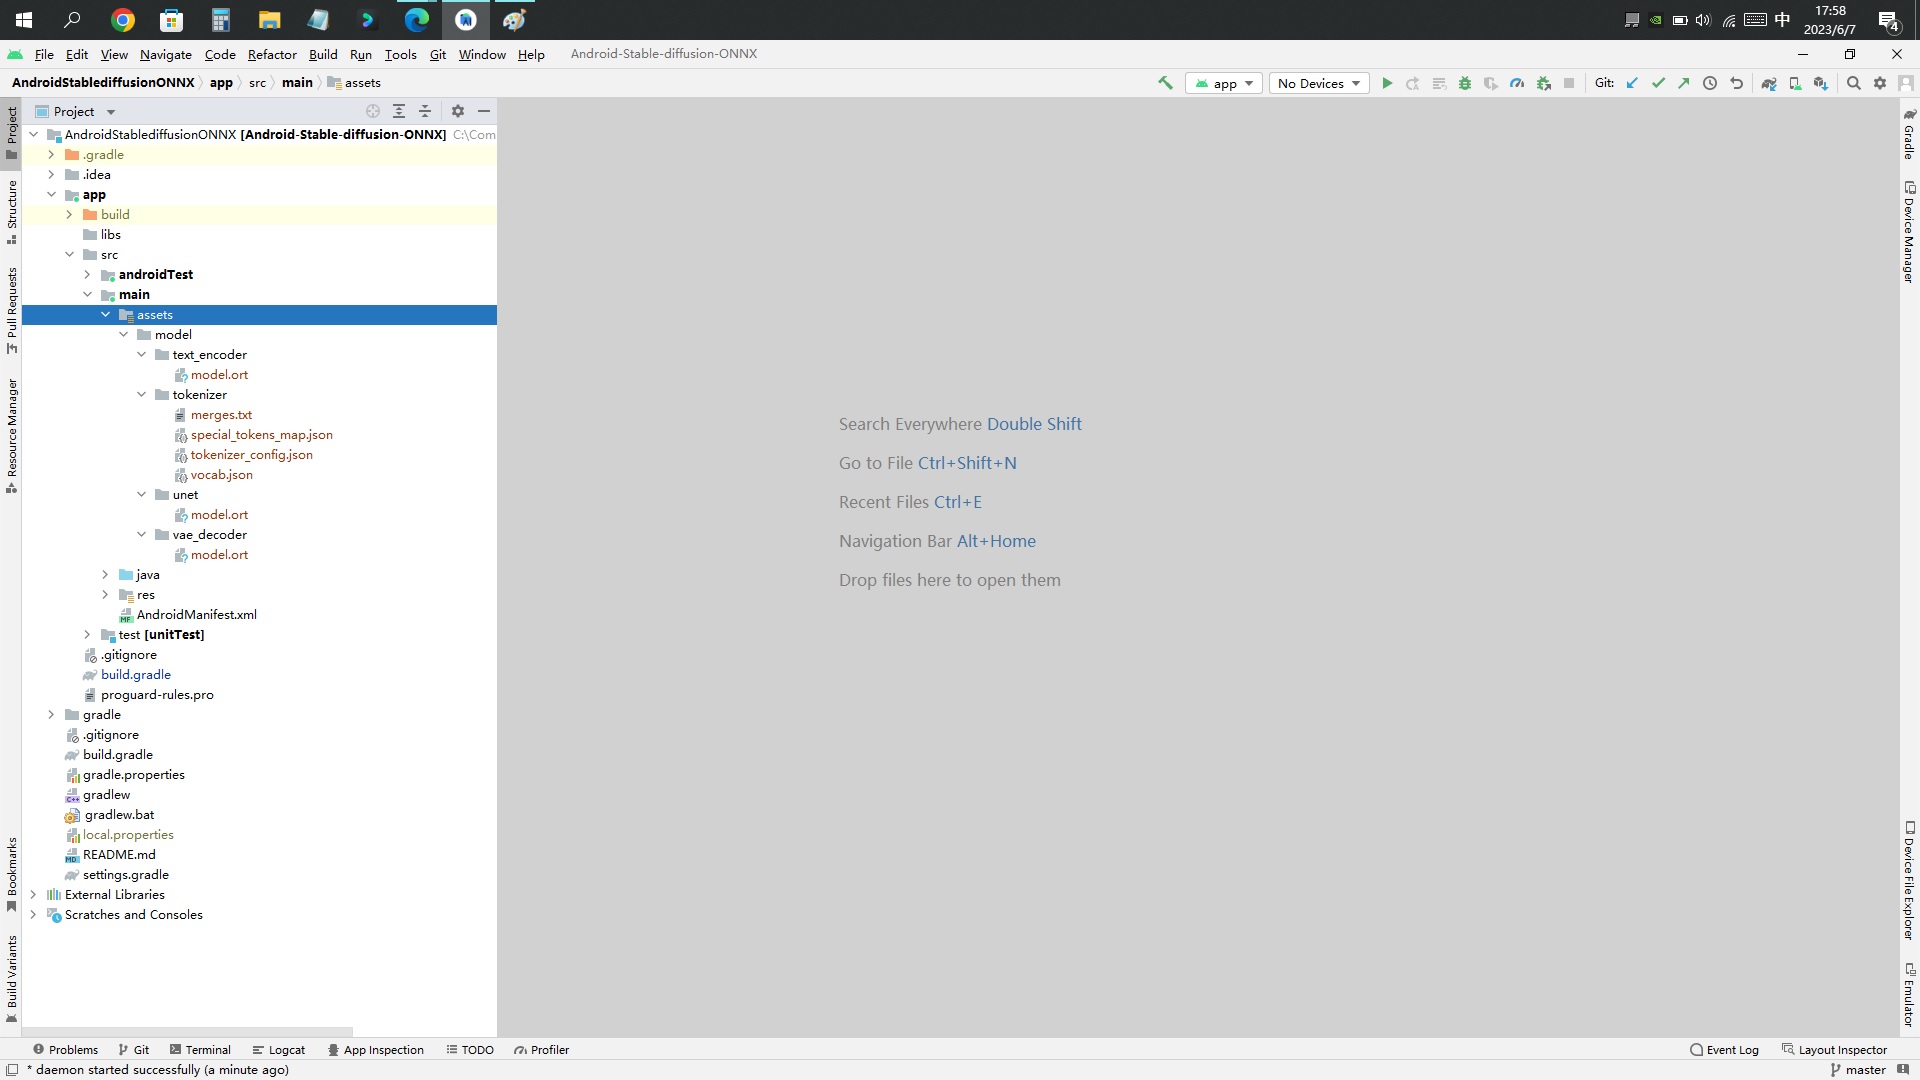 中
17:58
2023/6/7
4
File Edit View Navigate Code Refactor Build Run Tools Git Window Help Android-Stable-diffusion-ONNX
AndroidStablediffusionONNX app src main assets
app No Devices Git:
Project
AndroidStablediffusionONNX [Android-Stable-diffusion-ONNX] C:\Com
.gradle
.idea
app
build
libs
src
androidTest
main
assets
model
text_encoder
model.ort
tokenizer
merges.txt
special_tokens_map.json
tokenizer_config.json
vocab.json
unet
model.ort
vae_decoder
model.ort
java
res
AndroidManifest.xml
test [unitTest]
.gitignore
build.gradle
proguard-rules.pro
gradle
.gitignore
build.gradle
gradle.properties
gradlew
gradlew.bat
local.properties
README.md
settings.gradle
External Libraries
Scratches and Consoles
Project
Structure
Pull Requests
Resource Manager
Bookmarks
Build Variants
Search Everywhere Double Shift
Go to File Ctrl+Shift+N
Recent Files Ctrl+E
Navigation Bar Alt+Home
Drop files here to open them
Gradle
Device Manager
Device File Explorer
Emulator
Problems Git Terminal Logcat App Inspection TODO Profiler Event Log Layout Inspector
* daemon started successfully (a minute ago) master